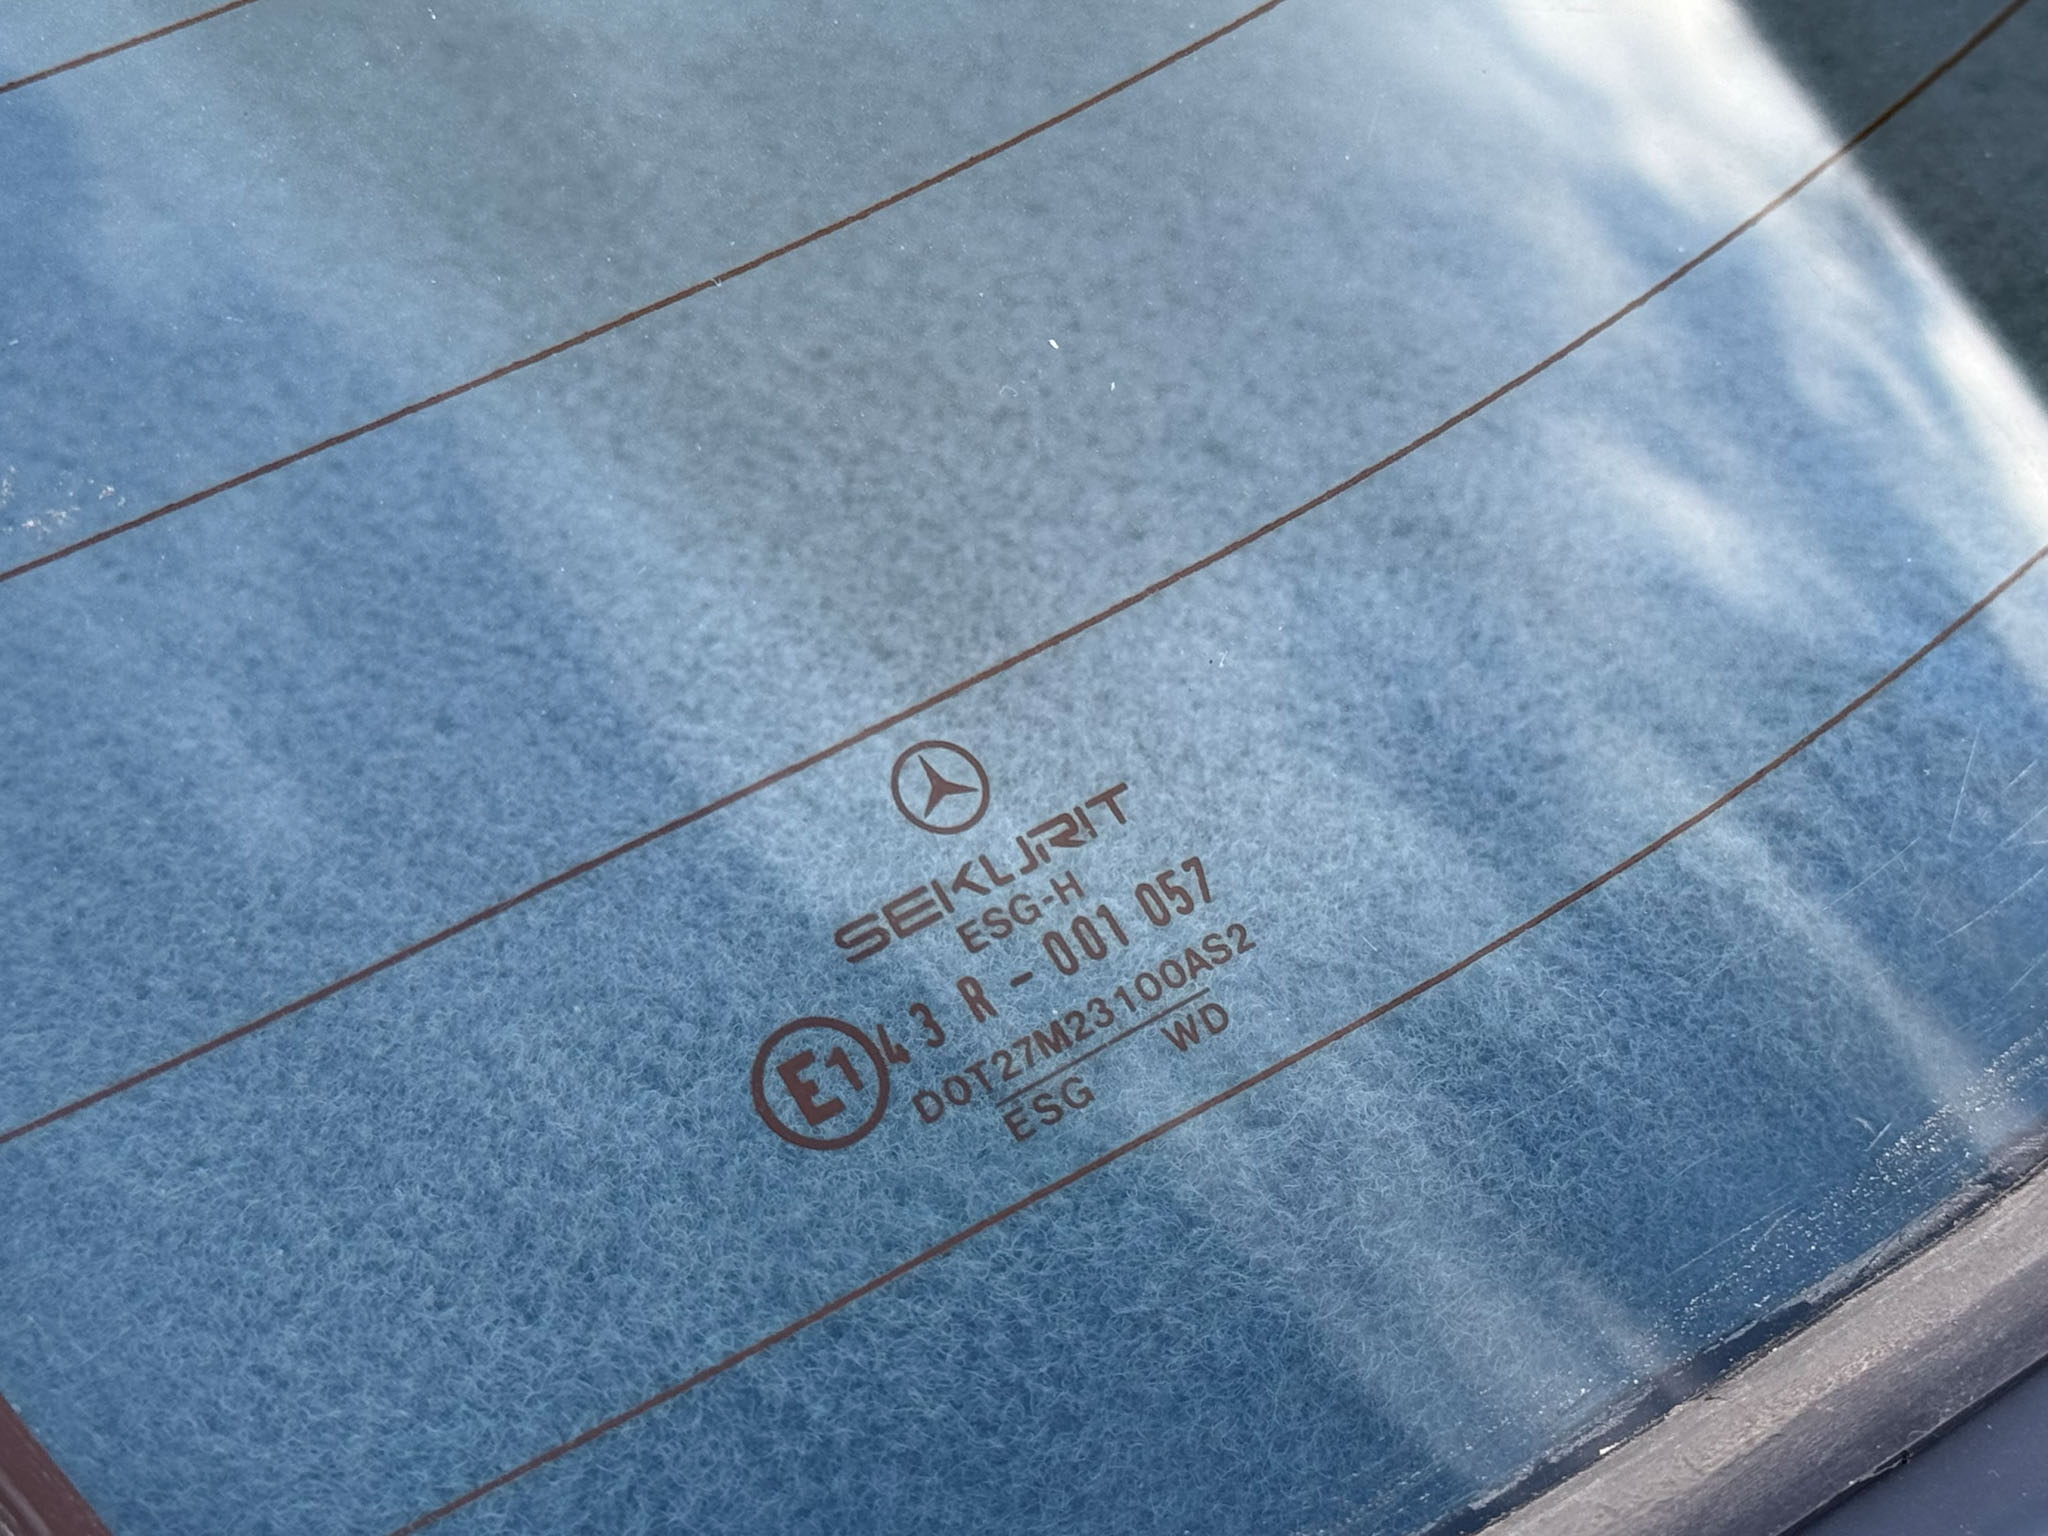 SEKURIT
ESG-H
E1 43 R - 001 057
DOT27M23100AS2
ESG WD